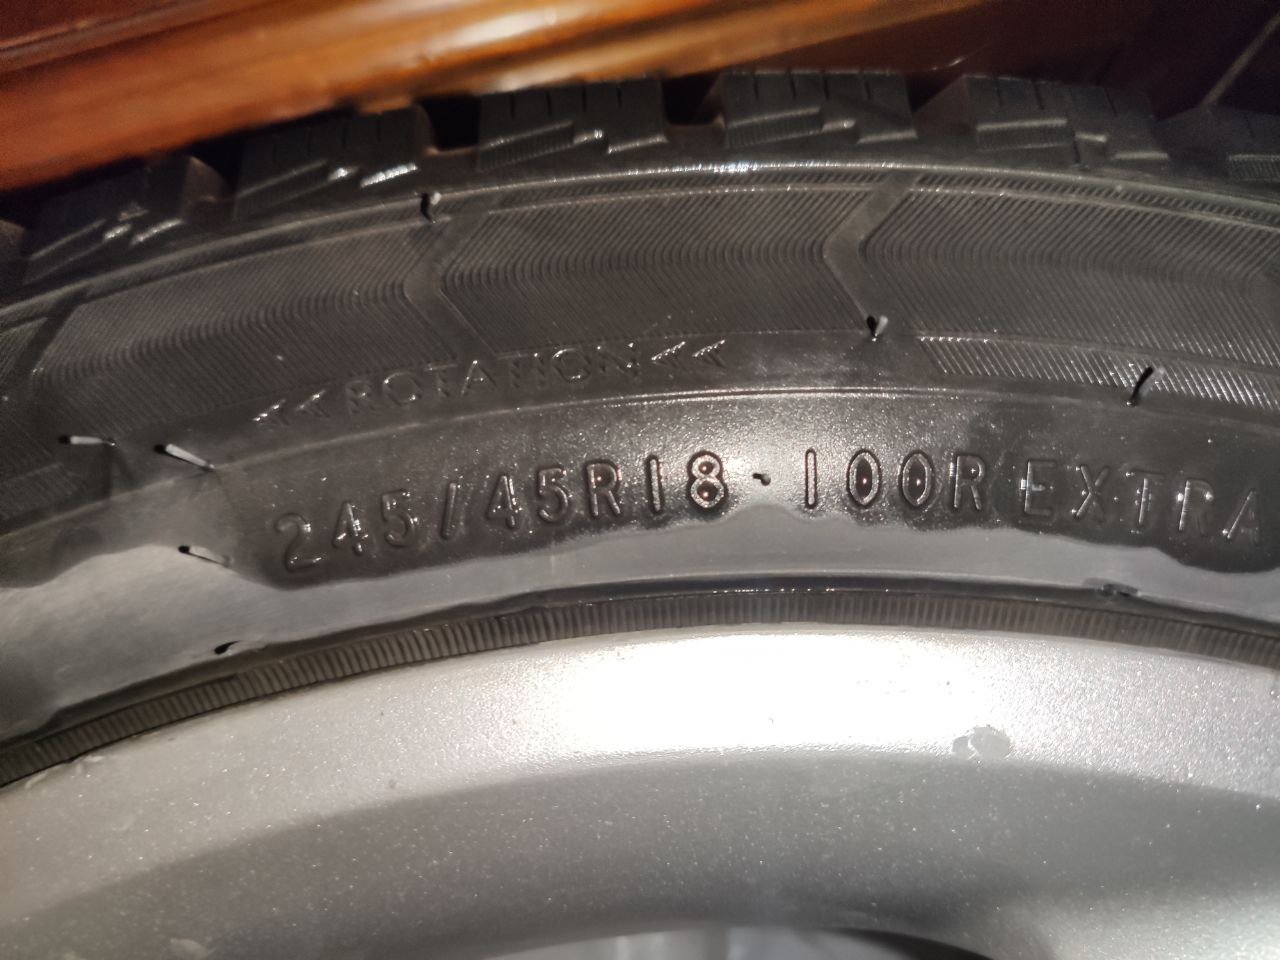 << ROTATION <<
245/45R18 · 100R EXTRA